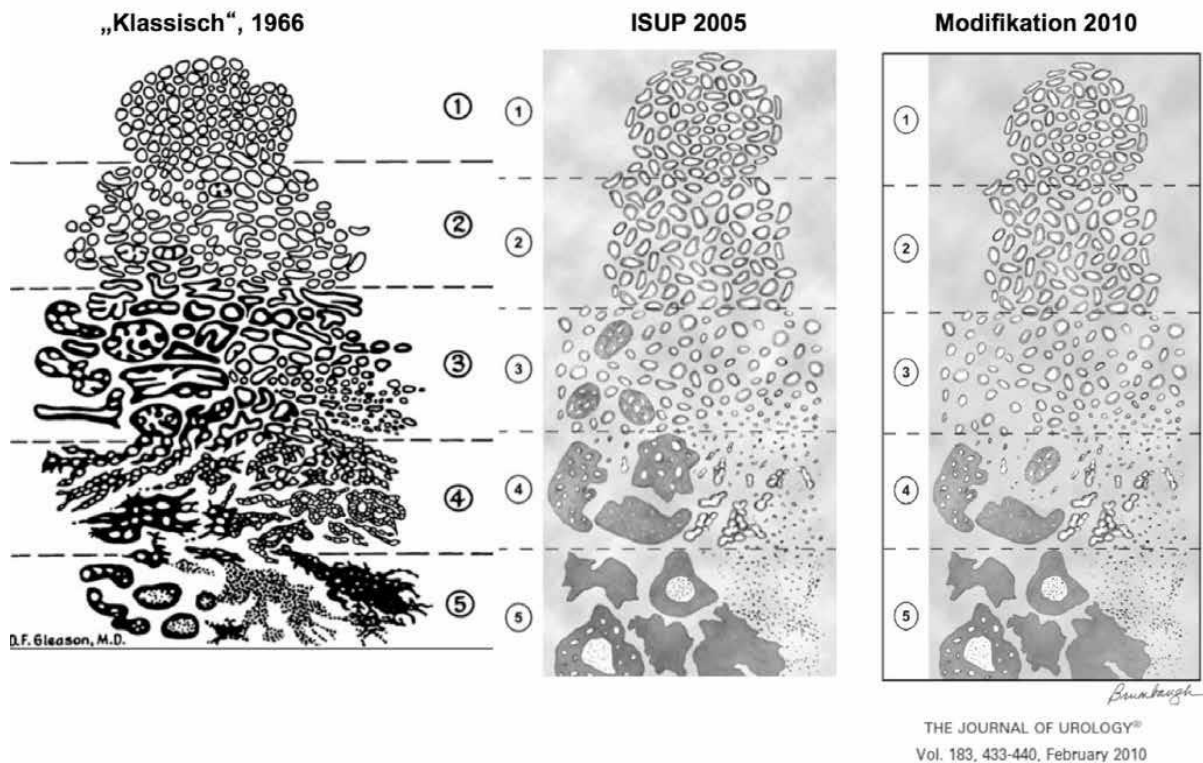 „Klassisch“, 1966
ISUP 2005
Modifikation 2010
1
2
3
4
5
D.F. Gleason, M.D.
1
2
3
4
5
1
2
3
4
5
Brumbaugh
THE JOURNAL OF UROLOGY®
Vol. 183, 433-440, February 2010